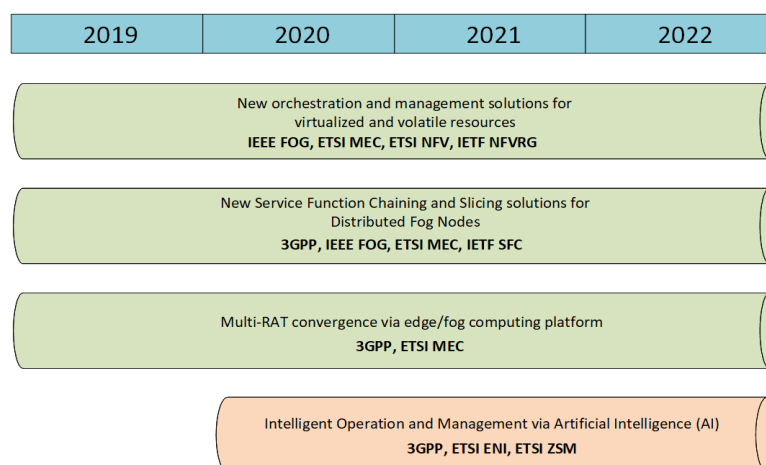 2019 2020 2021 2022
New orchestration and management solutions for
virtualized and volatile resources
IEEE FOG, ETSI MEC, ETSI NFV, IETF NFVRG
New Service Function Chaining and Slicing solutions for
Distributed Fog Nodes
3GPP, IEEE FOG, ETSI MEC, IETF SFC
Multi-RAT convergence via edge/fog computing platform
3GPP, ETSI MEC
Intelligent Operation and Management via Artificial Intelligence (AI)
3GPP, ETSI ENI, ETSI ZSM